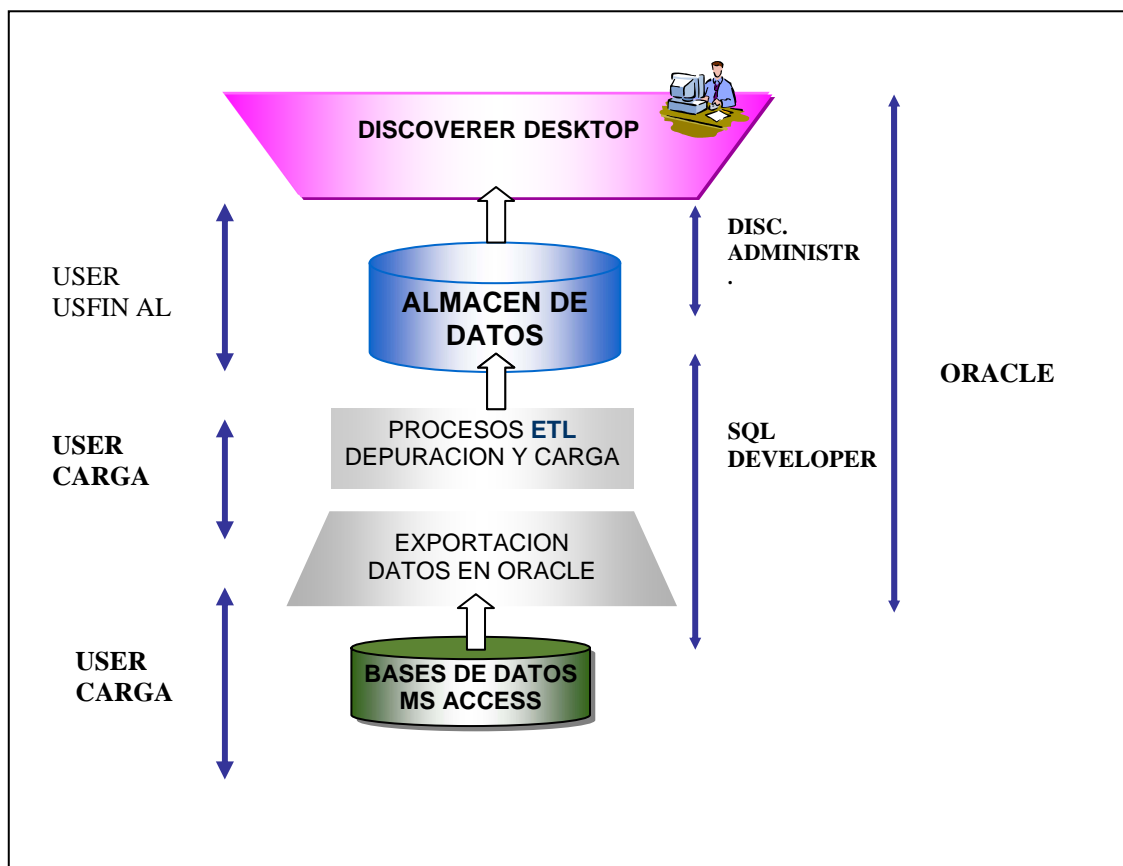 DISCOVERER DESKTOP
USER
USFIN AL
ALMACEN DE
DATOS
DISC.
ADMINISTR
.
ORACLE
USER
CARGA
PROCESOS ETL
DEPURACION Y CARGA
SQL
DEVELOPER
EXPORTACION
DATOS EN ORACLE
USER
CARGA
BASES DE DATOS
MS ACCESS